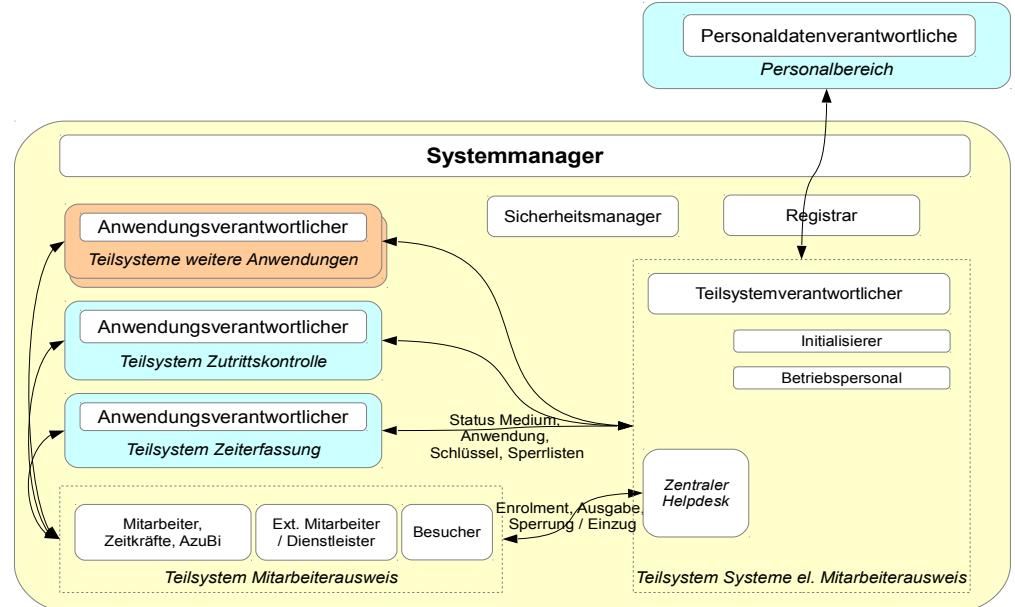 Personaldatenverantwortliche
Personalbereich
Systemmanager
Anwendungsverantwortlicher
Teilsysteme weitere Anwendungen
Sicherheitsmanager
Registrar
Teilsystemverantwortlicher
Initialisierer
Betriebspersonal
Anwendungsverantwortlicher
Teilsystem Zutrittskontrolle
Anwendungsverantwortlicher
Teilsystem Zeiterfassung
Status Medium,
Anwendung,
Schlüssel, Sperrlisten
Zentraler
Helpdesk
Enrolment, Ausgabe,
Sperrung / Einzug
Mitarbeiter,
Zeitkräfte, AzuBi
Ext. Mitarbeiter
/ Dienstleister
Besucher
Teilsystem Mitarbeiterausweis
Teilsystem Systeme el. Mitarbeiterausweis